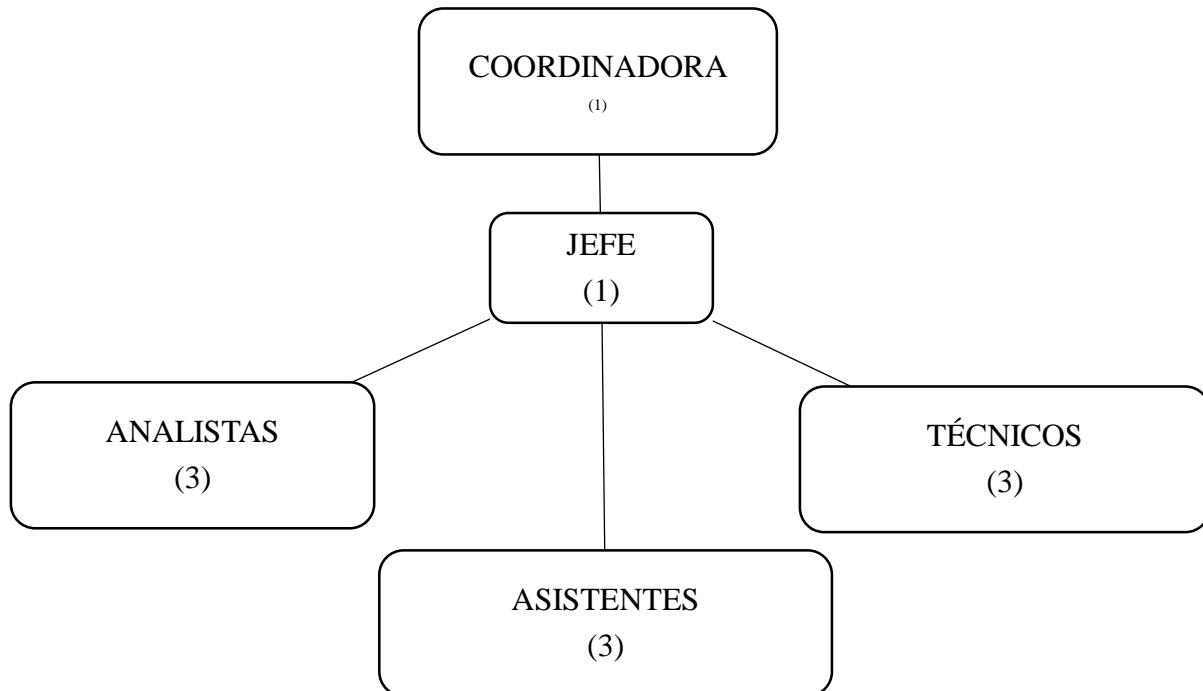 COORDINADORA
(1)
JEFE
(1)
ANALISTAS
(3)
TÉCNICOS
(3)
ASISTENTES
(3)